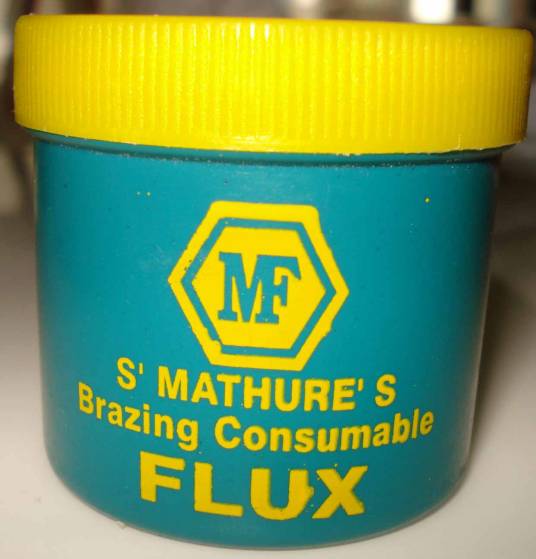 MF
S' MATHURE' S
Brazing Consumable
FLUX